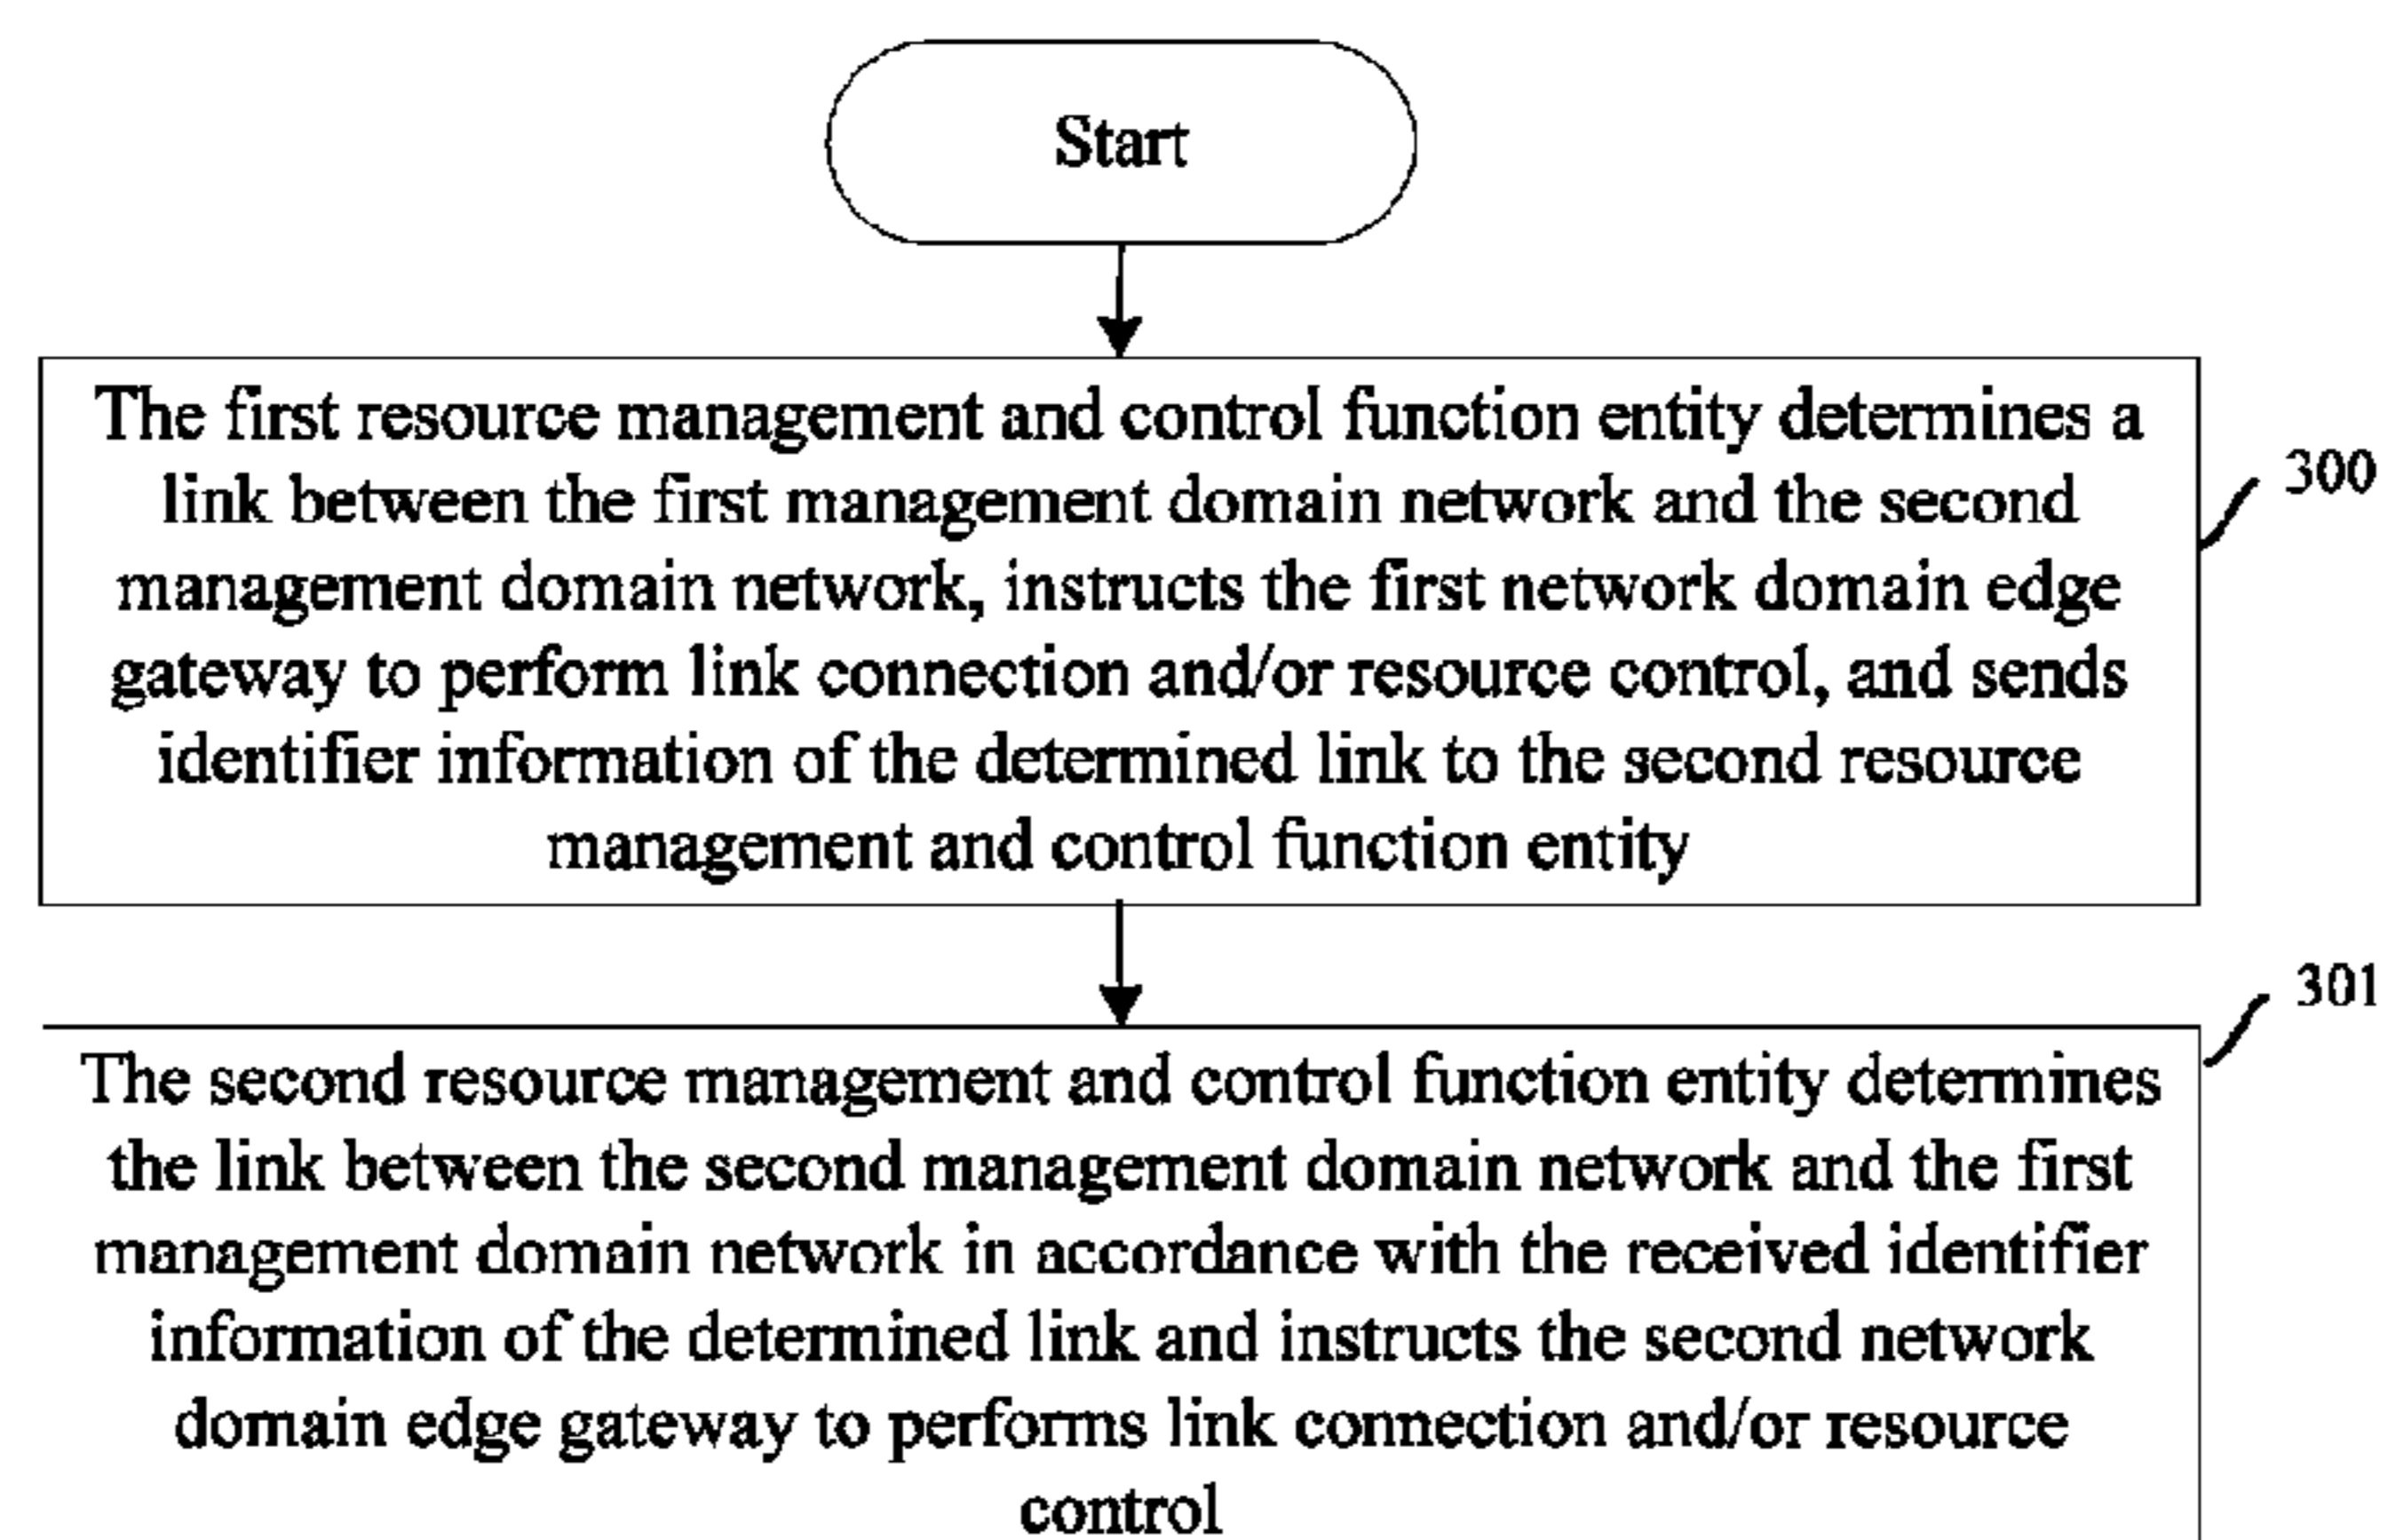 Start
The first resource management and control function entity determines a
link between the first management domain network and the second
management domain network, instructs the first network domain edge
gateway to perform link connection and/or resource control, and sends
identifier information of the determined link to the second resource
management and control function entity
300
301
The second resource management and control function entity determines
the link between the second management domain network and the first
management domain network in accordance with the received identifier
information of the determined link and instructs the second network
domain edge gateway to performs link connection and/or resource
control